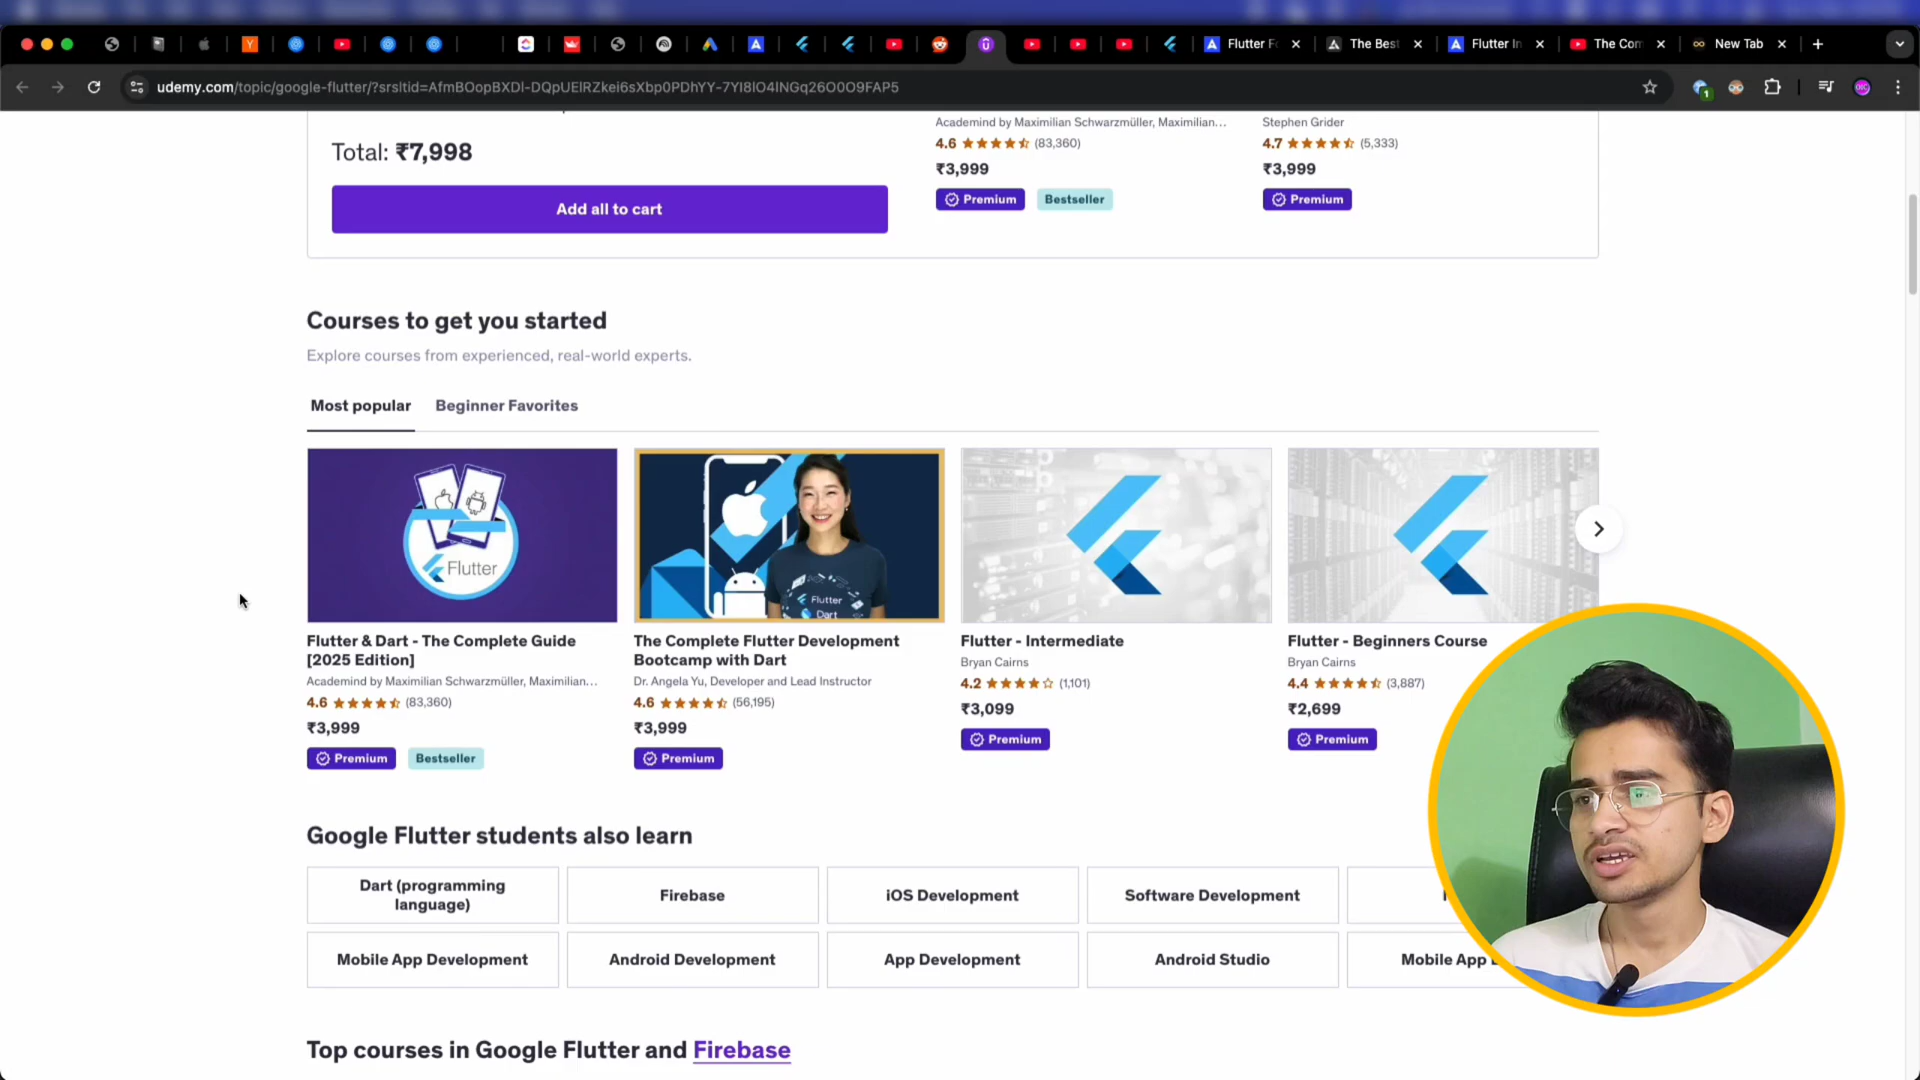 Flutter F
The Best
Flutter In
The Com
New Tab
udemy.com/topic/google-flutter/?srsltid=AfmBOopBXDl-DQpUElRZkei6sXbp0PDhYY-7YI8lO4lNGq26O0O9FAP5
1
Total: ₹7,998
Add all to cart
Academind by Maximilian Schwarzmüller, Maximilian...
4.6 (83,360)
₹3,999
Premium Bestseller
Stephen Grider
4.7 (5,333)
₹3,999
Premium
Courses to get you started
Explore courses from experienced, real-world experts.
Most popular Beginner Favorites
Flutter
Flutter & Dart - The Complete Guide
[2025 Edition]
Academind by Maximilian Schwarzmüller, Maximilian...
4.6 (83,360)
₹3,999
Premium Bestseller
Flutter
Dart
The Complete Flutter Development
Bootcamp with Dart
Dr. Angela Yu, Developer and Lead Instructor
4.6 (56,195)
₹3,999
Premium
Flutter - Intermediate
Bryan Cairns
4.2 (1,101)
₹3,099
Premium
Flutter - Beginners Course
Bryan Cairns
4.4 (3,887)
₹2,699
Premium
Google Flutter students also learn
Dart (programming
language)
Firebase
iOS Development
Software Development
Mobile App Development
Android Development
App Development
Android Studio
Mobile App
Top courses in Google Flutter and Firebase